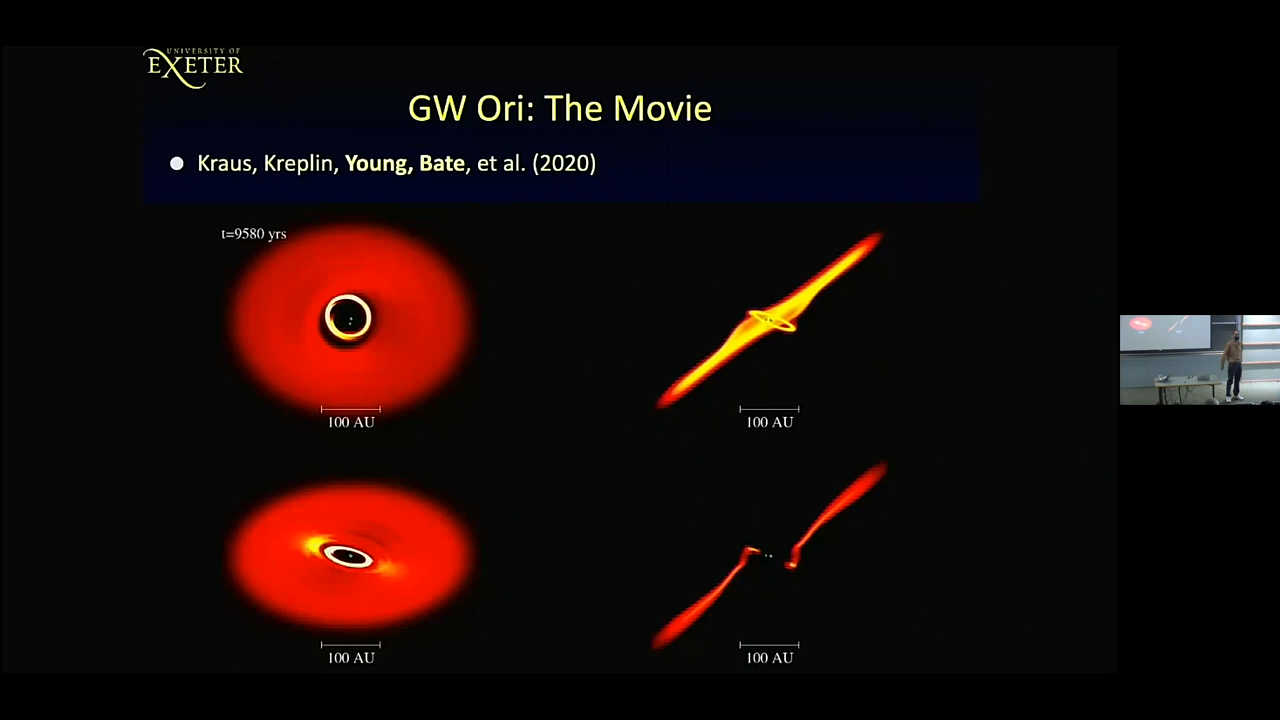 UNIVERSITY OF
EXETER
GW Ori: The Movie
Kraus, Kreplin, Young, Bate, et al. (2020)
t=9580 yrs
100 AU
100 AU
100 AU
100 AU